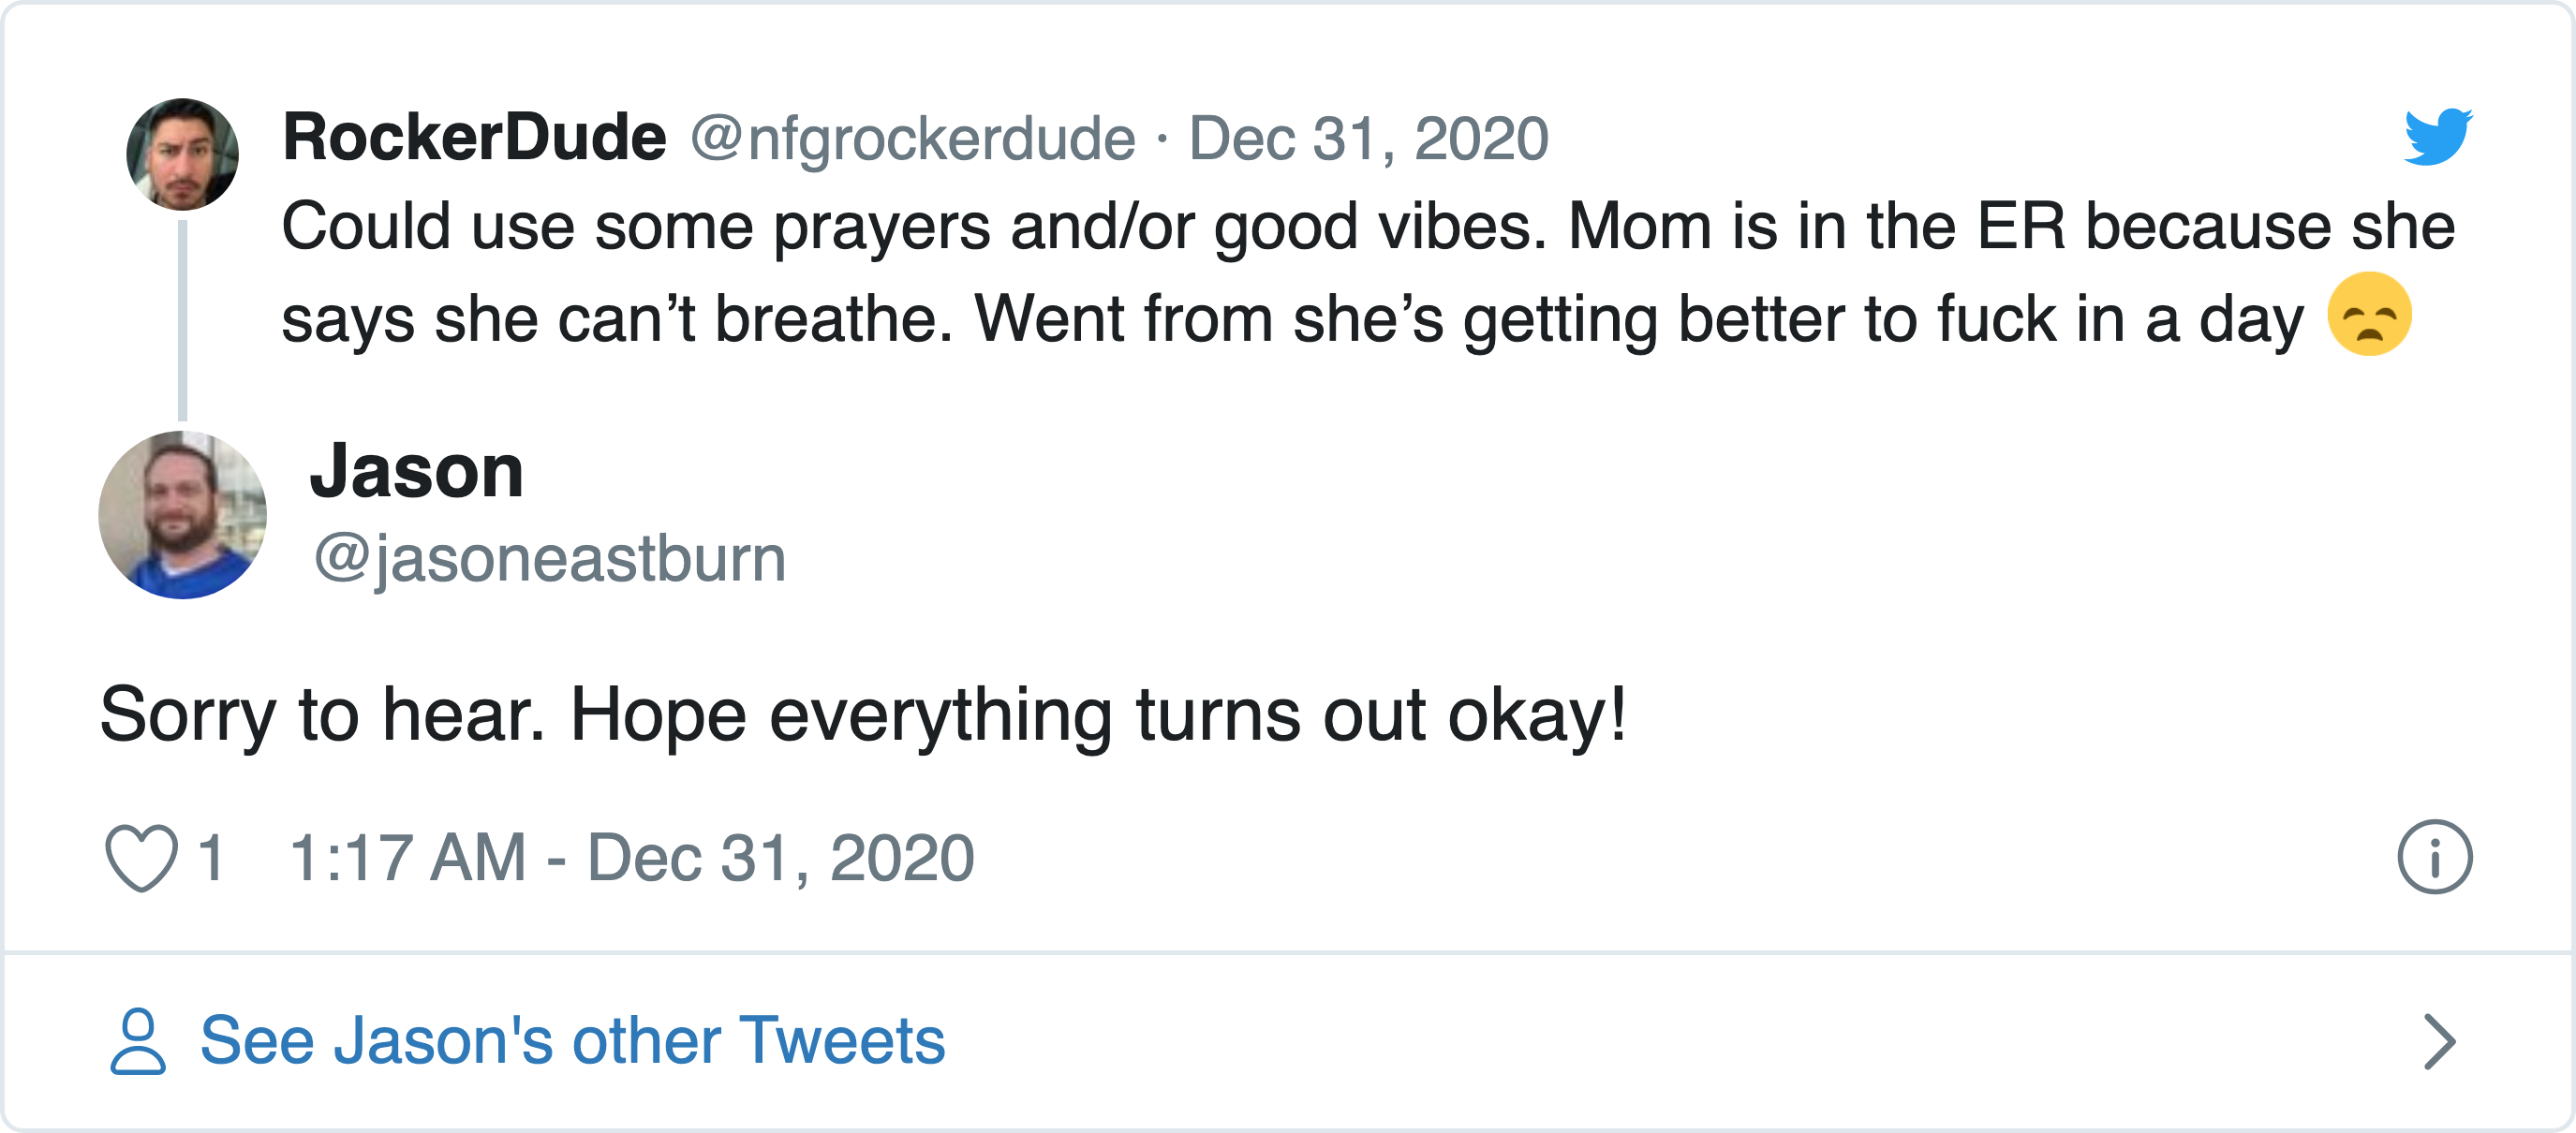 RockerDude @nfgrockerdude · Dec 31, 2020
Could use some prayers and/or good vibes. Mom is in the ER because she
says she can’t breathe. Went from she’s getting better to fuck in a day 😞
Jason
@jasoneastburn
Sorry to hear. Hope everything turns out okay!
1 1:17 AM - Dec 31, 2020
See Jason's other Tweets